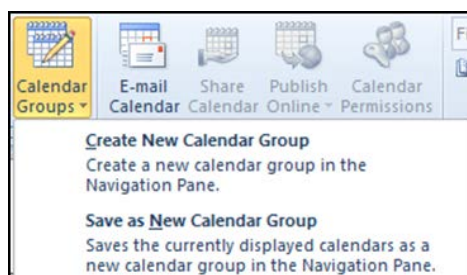 Calendar
Groups
E-mail
Calendar
Share
Calendar
Publish
Online
Calendar
Permissions
Create New Calendar Group
Create a new calendar group in the
Navigation Pane.
Save as New Calendar Group
Saves the currently displayed calendars as a
new calendar group in the Navigation Pane.